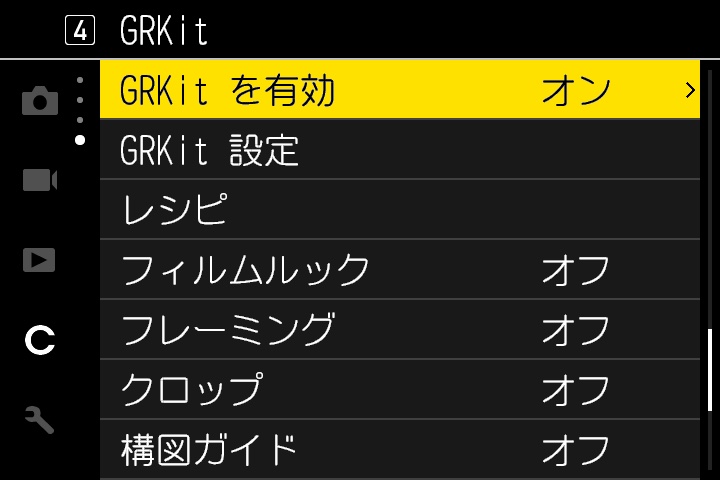 4 GRKit
GRKit を有効 オン
GRKit 設定
レシピ
フィルムルック オフ
フレーミング オフ
クロップ オフ
構図ガイド オフ
C